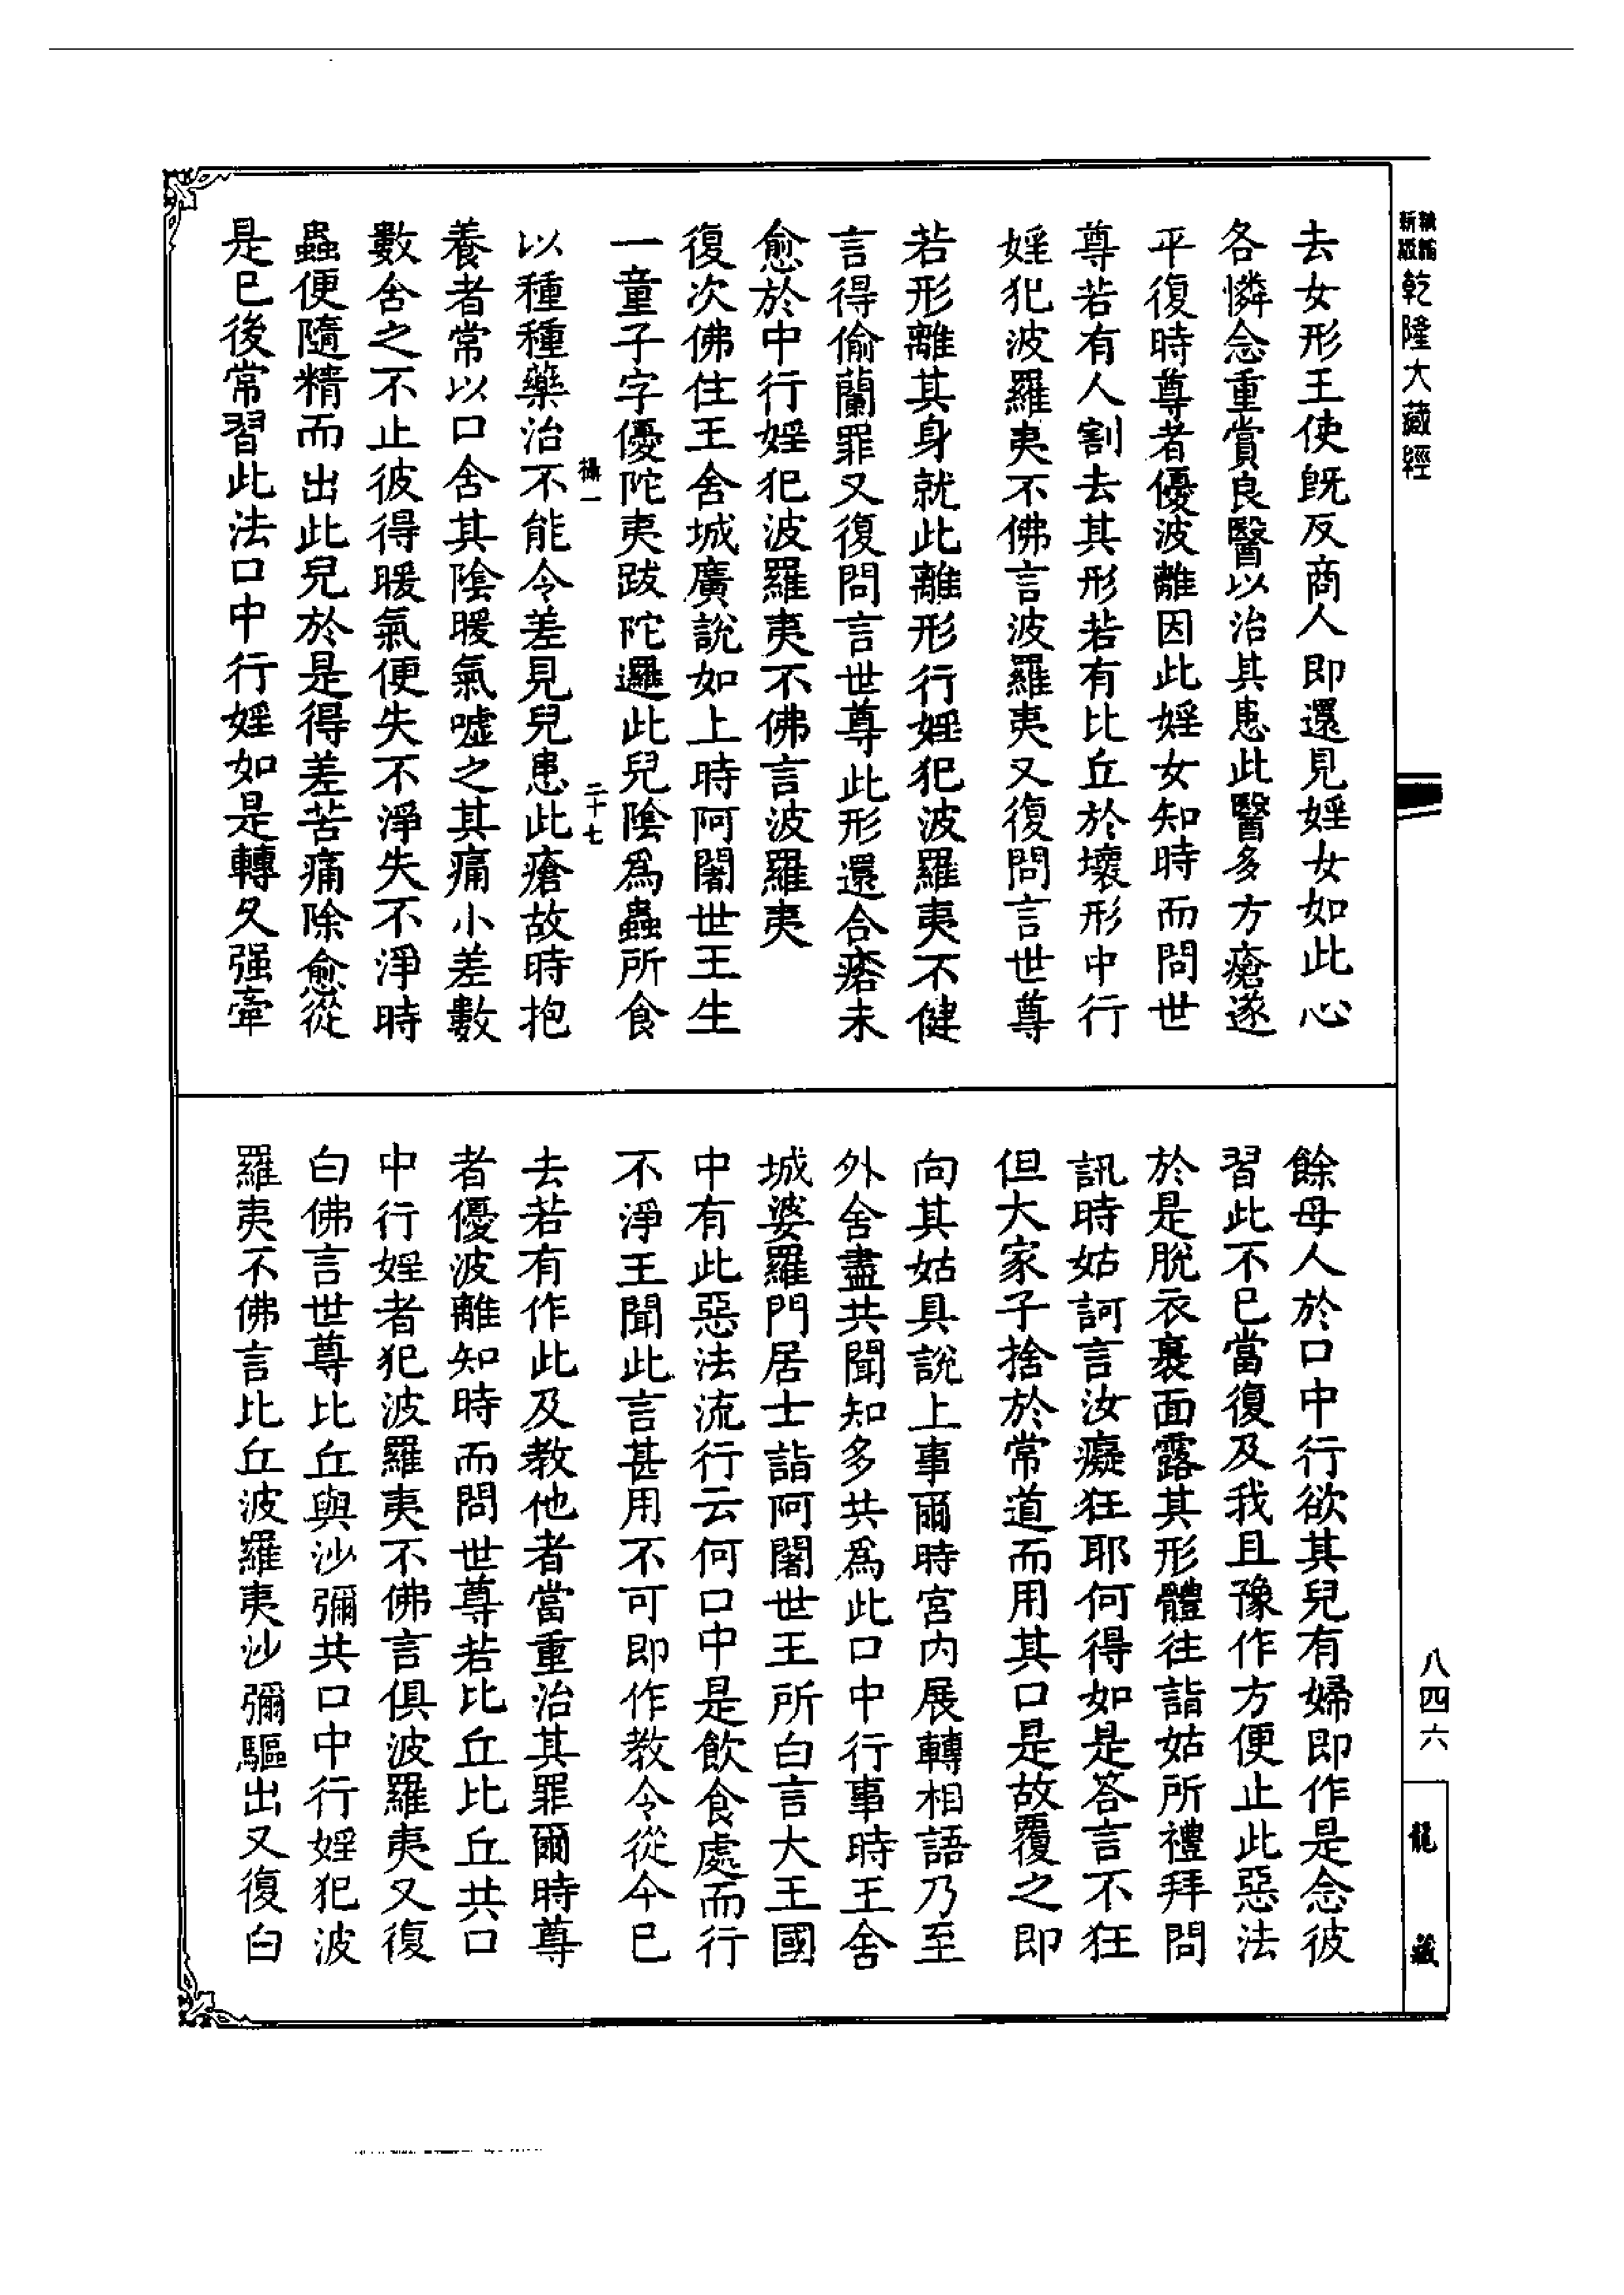 新版 精縮 乾隆大藏經
去女形王使旣反商人即還見婬女如此心
各憐念重賞良醫以治其患此醫多方瘡遂
平復時尊者優波離因此婬女知時而問世
尊若有人割去其形若有比丘於壞形中行
婬犯波羅夷不佛言波羅夷又復問言世尊
若形離其身就此離形行婬犯波羅夷不健
言得偷蘭罪又復問言世尊此形還合瘡未
愈於中行婬犯波羅夷不佛言波羅夷
復次佛住王舍城廣說如上時阿闍世王生
一童子字優陀夷跋陀邏此兒陰爲蟲所食
攝一 二十七
以種種藥治不能令差見兒患此瘡故時抱
養者常以口含其陰暖氣噓之其痛小差數
數含之不止彼得暖氣便失不淨失不淨時
蟲便隨精而出此兒於是得差苦痛除愈從
是已後常習此法口中行婬如是轉久强牽
餘母人於口中行欲其兒有婦即作是念彼
習此不已當復及我且豫作方便止此惡法
於是脫衣裹面露其形體往詣姑所禮拜問
訊時姑訶言汝癡狂耶何得如是答言不狂
但大家子捨於常道而用其口是故覆之即
向其姑具說上事爾時宮内展轉相語乃至
外舍盡共聞知多共爲此口中行事時王舍
城婆羅門居士詣阿闍世王所白言大王國
中有此惡法流行云何口中是飲食處而行
不淨王聞此言甚用不可即作教令從今已
去若有作此及教他者當重治其罪爾時尊
者優波離知時而問世尊若比丘比丘共口
中行婬者犯波羅夷不佛言俱波羅夷又復
白佛言世尊比丘與沙彌共口中行婬犯波
羅夷不佛言比丘波羅夷沙彌驅出又復白
八四六
龍藏